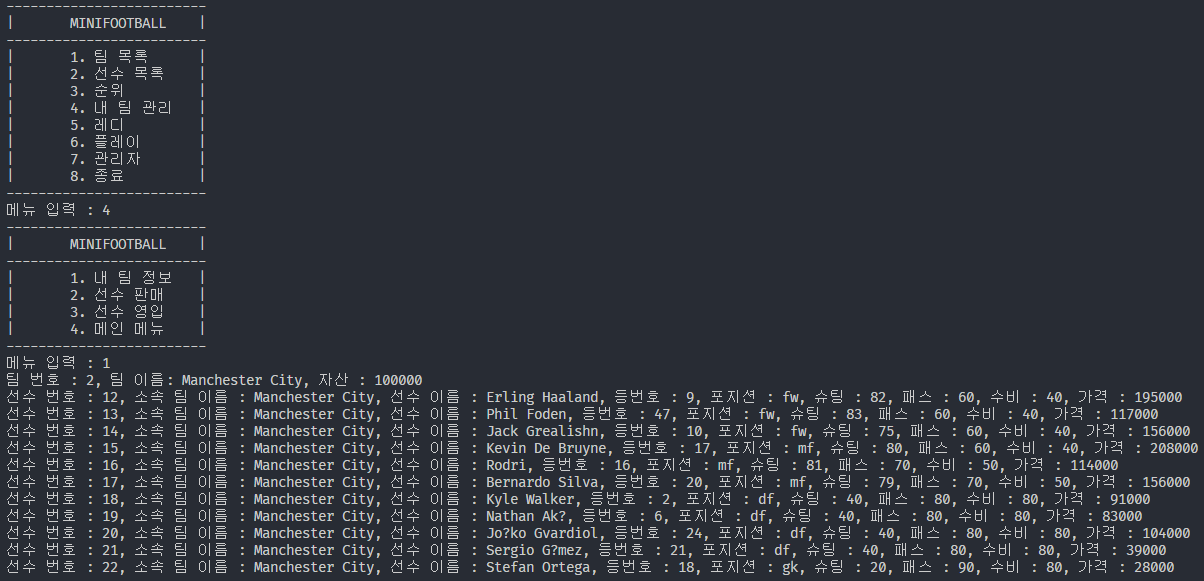 -------------------------
|       MINIFOOTBALL    |
-------------------------
|       1. 팀 목록       |
|       2. 선수 목록     |
|       3. 순위         |
|       4. 내 팀 관리    |
|       5. 레디         |
|       6. 플레이       |
|       7. 관리자       |
|       8. 종료         |
-------------------------
메뉴 입력 : 4
-------------------------
|       MINIFOOTBALL    |
-------------------------
|       1. 내 팀 정보    |
|       2. 선수 판매     |
|       3. 선수 영입     |
|       4. 메인 메뉴     |
-------------------------
메뉴 입력 : 1
팀 번호 : 2, 팀 이름: Manchester City, 자산 : 100000
선수 번호 : 12, 소속 팀 이름 : Manchester City, 선수 이름 : Erling Haaland, 등번호 : 9, 포지션 : fw, 슈팅 : 82, 패스 : 60, 수비 : 40, 가격 : 195000
선수 번호 : 13, 소속 팀 이름 : Manchester City, 선수 이름 : Phil Foden, 등번호 : 47, 포지션 : fw, 슈팅 : 83, 패스 : 60, 수비 : 40, 가격 : 117000
선수 번호 : 14, 소속 팀 이름 : Manchester City, 선수 이름 : Jack Grealishn, 등번호 : 10, 포지션 : fw, 슈팅 : 75, 패스 : 60, 수비 : 40, 가격 : 156000
선수 번호 : 15, 소속 팀 이름 : Manchester City, 선수 이름 : Kevin De Bruyne, 등번호 : 17, 포지션 : mf, 슈팅 : 80, 패스 : 60, 수비 : 40, 가격 : 208000
선수 번호 : 16, 소속 팀 이름 : Manchester City, 선수 이름 : Rodri, 등번호 : 16, 포지션 : mf, 슈팅 : 81, 패스 : 70, 수비 : 50, 가격 : 114000
선수 번호 : 17, 소속 팀 이름 : Manchester City, 선수 이름 : Bernardo Silva, 등번호 : 20, 포지션 : mf, 슈팅 : 79, 패스 : 70, 수비 : 50, 가격 : 156000
선수 번호 : 18, 소속 팀 이름 : Manchester City, 선수 이름 : Kyle Walker, 등번호 : 2, 포지션 : df, 슈팅 : 40, 패스 : 80, 수비 : 80, 가격 : 91000
선수 번호 : 19, 소속 팀 이름 : Manchester City, 선수 이름 : Nathan Ak?, 등번호 : 6, 포지션 : df, 슈팅 : 40, 패스 : 80, 수비 : 80, 가격 : 83000
선수 번호 : 20, 소속 팀 이름 : Manchester City, 선수 이름 : Jo?ko Gvardiol, 등번호 : 24, 포지션 : df, 슈팅 : 40, 패스 : 80, 수비 : 80, 가격 : 104000
선수 번호 : 21, 소속 팀 이름 : Manchester City, 선수 이름 : Sergio G?mez, 등번호 : 21, 포지션 : df, 슈팅 : 40, 패스 : 80, 수비 : 80, 가격 : 39000
선수 번호 : 22, 소속 팀 이름 : Manchester City, 선수 이름 : Stefan Ortega, 등번호 : 18, 포지션 : gk, 슈팅 : 20, 패스 : 90, 수비 : 80, 가격 : 28000